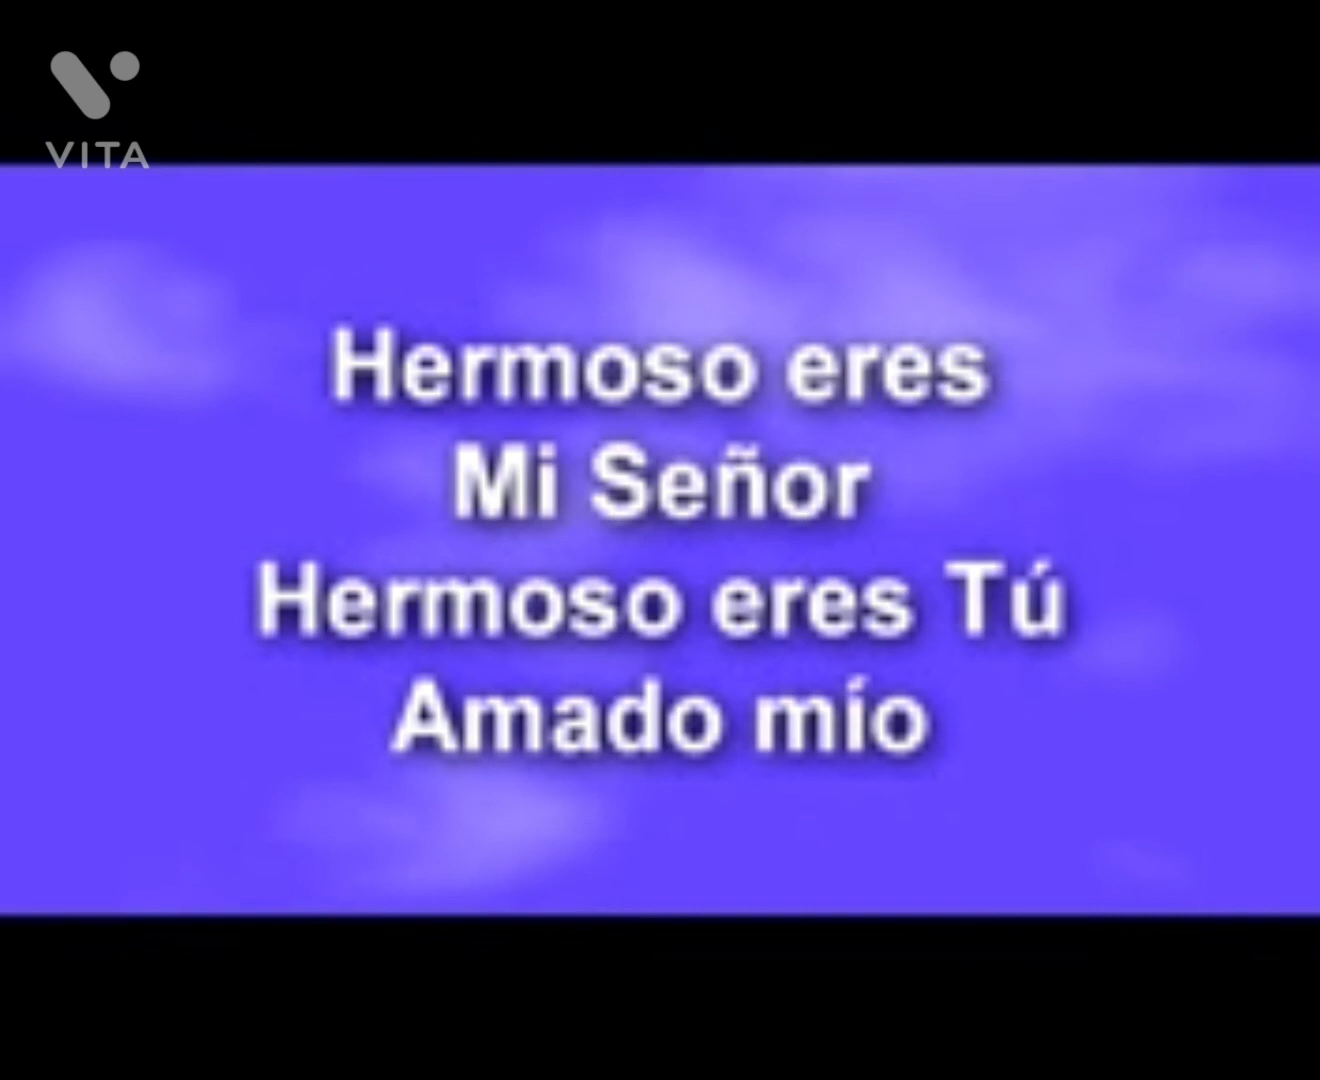 VITA
Hermoso eres
Mi Señor
Hermoso eres Tú
Amado mío